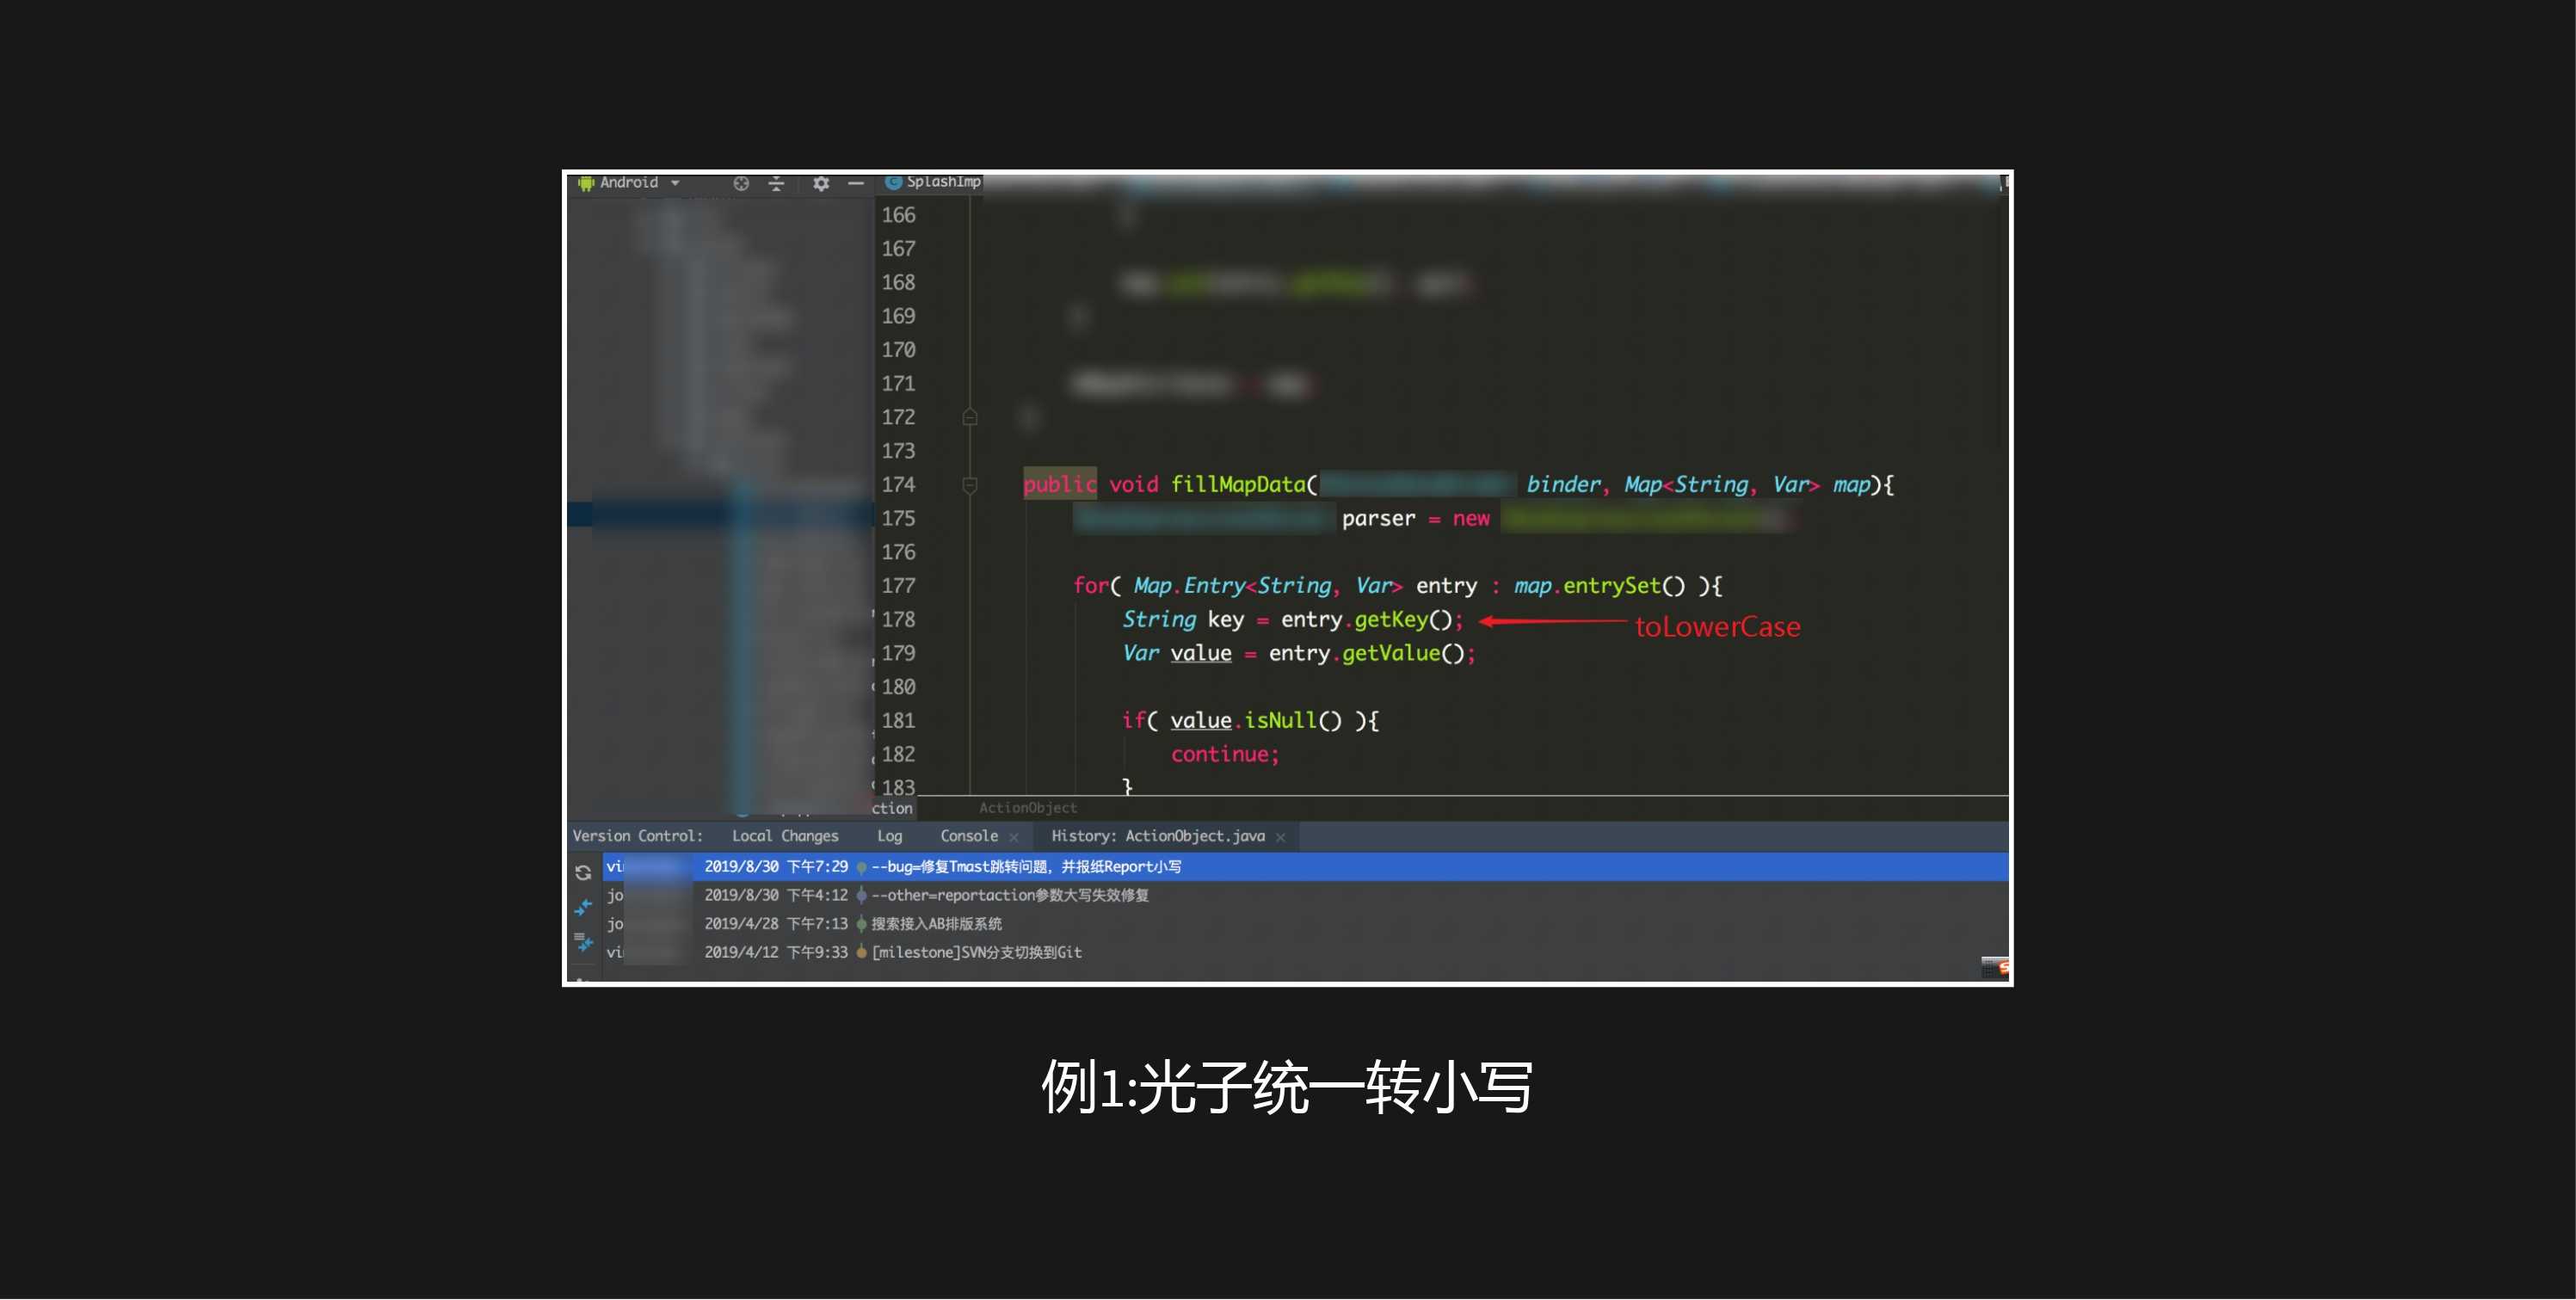 Android
SplashImp
166
167
168
169
170
171
172
173
174 public void fillMapData( binder, Map<String, Var> map){
175 parser = new
176
177 for( Map.Entry<String, Var> entry : map.entrySet() ){
178 String key = entry.getKey(); toLowerCase
179 Var value = entry.getValue();
180
181 if( value.isNull() ){
182 continue;
183 }
ction ActionObject
Version Control: Local Changes Log Console × History: ActionObject.java ×
vi 2019/8/30 下午7:29 --bug=修复Tmast跳转问题，并报纸Report小写
jo 2019/8/30 下午4:12 --other=reportaction参数大写失效修复
jo 2019/4/28 下午7:13 搜索接入AB排版系统
vi 2019/4/12 下午9:33 [milestone]SVN分支切换到Git
例1:光子统一转小写